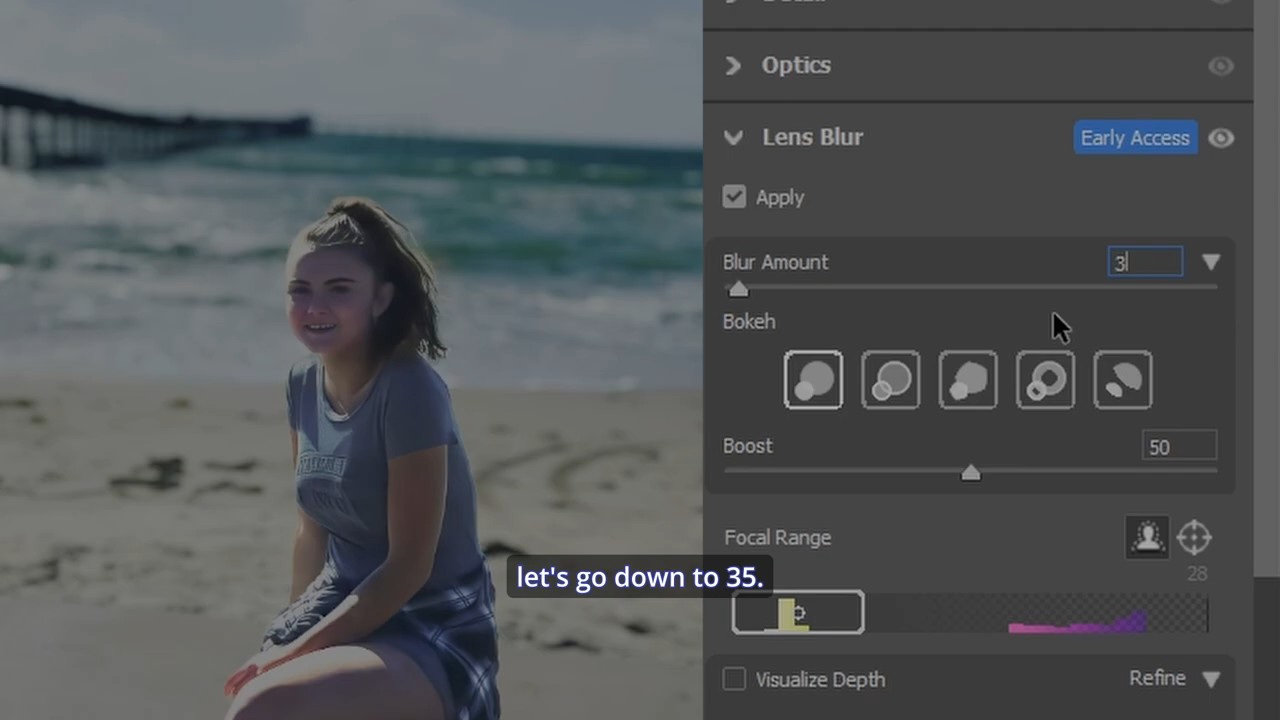 Optics
Lens Blur
Early Access
Apply
Blur Amount
3
Bokeh
Boost
50
Focal Range
28
let's go down to 35.
Visualize Depth
Refine